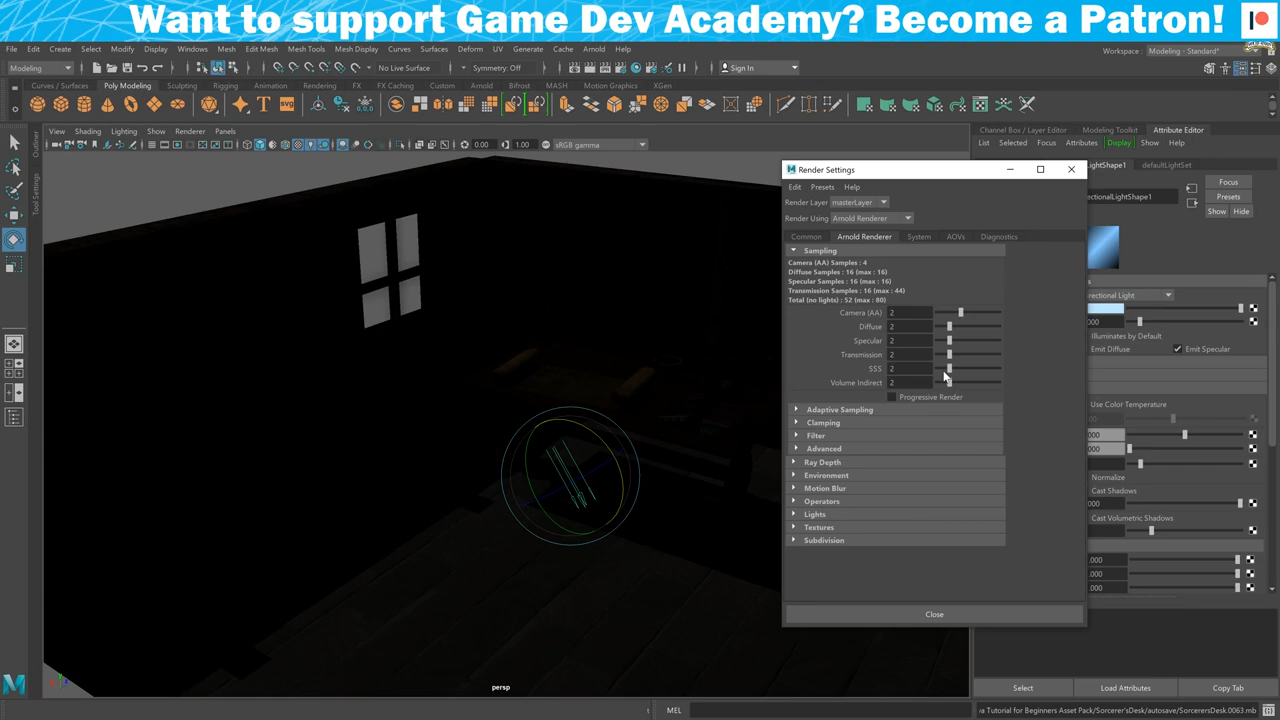 Want to support Game Dev Academy? Become a Patron!
File Edit Create Select Modify Display Windows Mesh Edit Mesh Mesh Tools Mesh Display Curves Surfaces Deform UV Generate Cache Arnold Help
Workspace : Modeling - Standard*
Modeling No Live Surface Symmetry: Off Sign In
Curves / Surfaces Poly Modeling Sculpting Rigging Animation Rendering FX FX Caching Custom Arnold Bifrost MASH Motion Graphics XGen
View Shading Lighting Show Renderer Panels
0.00 1.00 sRGB gamma
Outliner
Tool Settings
Channel Box / Layer Editor Modeling Toolkit Attribute Editor
List Selected Focus Attributes Display Show Help
LightShape1 defaultLightSet
Focus
Presets
Show Hide
ectionalLightShape1
Render Settings
Edit Presets Help
Render Layer masterLayer
Render Using Arnold Renderer
Common Arnold Renderer System AOVs Diagnostics
Sampling
Camera (AA) Samples : 4
Diffuse Samples : 16 (max : 16)
Specular Samples : 16 (max : 16)
Transmission Samples : 16 (max : 44)
Total (no lights) : 52 (max : 80)
Camera (AA) 2
Diffuse 2
Specular 2
Transmission 2
SSS 2
Volume Indirect 2
Progressive Render
Adaptive Sampling
Clamping
Filter
Advanced
Ray Depth
Environment
Motion Blur
Operators
Lights
Textures
Subdivision
Close
rectional Light
000
Illuminates by Default
Emit Diffuse Emit Specular
Use Color Temperature
000
000
Normalize
Cast Shadows
000
Cast Volumetric Shadows
.000
.000
.000
persp
Select Load Attributes Copy Tab
MEL
va Tutorial for Beginners Asset Pack/Sorcerer'sDesk/autosave/SorcerersDesk.0063.mb